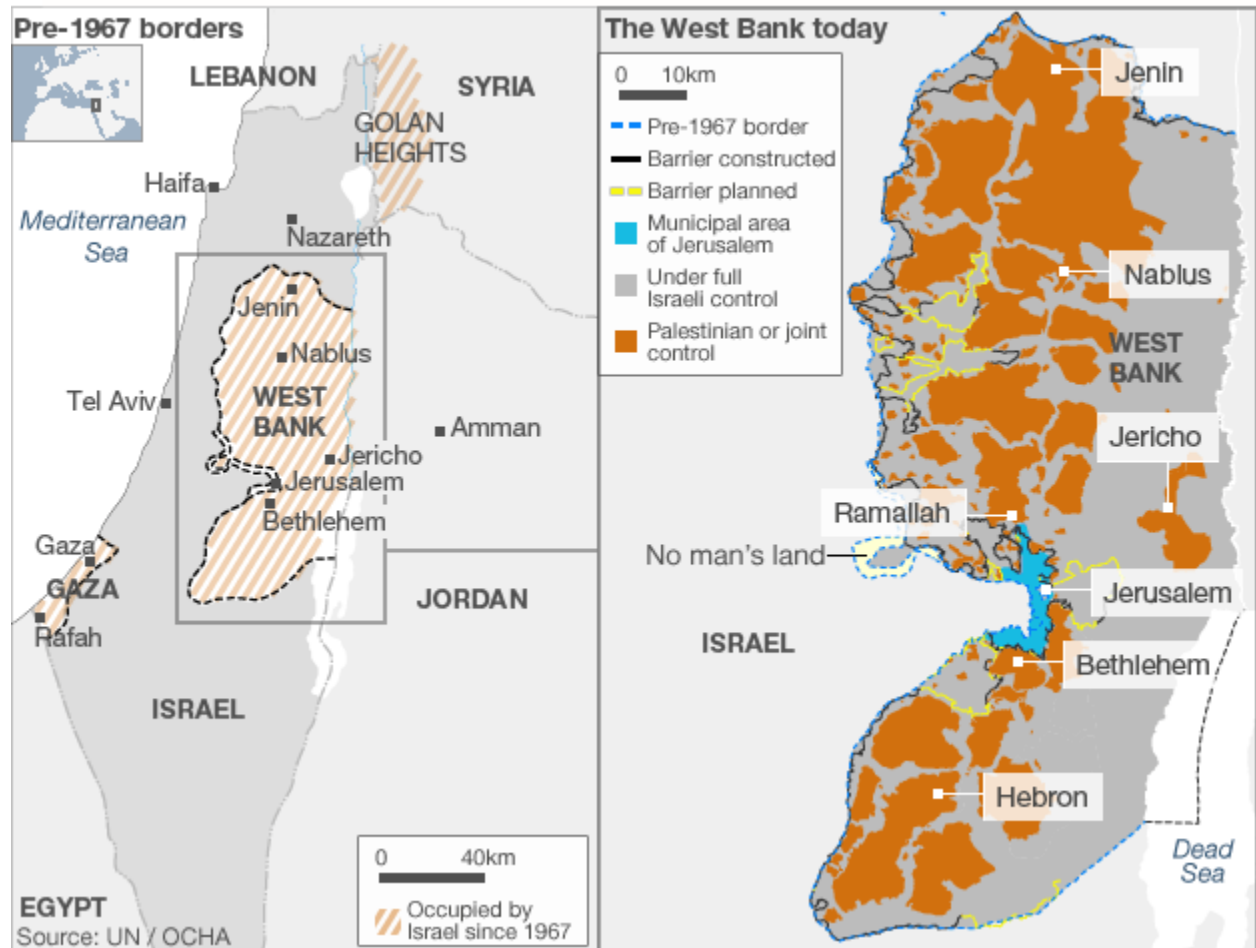 Pre-1967 borders
LEBANON
SYRIA
GOLAN
HEIGHTS
Haifa
Mediterranean
Sea
Nazareth
Jenin
Nablus
Tel Aviv
WEST
BANK
Amman
Jericho
Jerusalem
Bethlehem
Gaza
GAZA
Rafah
JORDAN
ISRAEL
0 40km
Occupied by
Israel since 1967
EGYPT
Source: UN / OCHA
The West Bank today
0 10km
Pre-1967 border
Barrier constructed
Barrier planned
Municipal area
of Jerusalem
Under full
Israeli control
Palestinian or joint
control
Jenin
Nablus
WEST
BANK
Jericho
Ramallah
No man's land
Jerusalem
ISRAEL
Bethlehem
Hebron
Dead
Sea